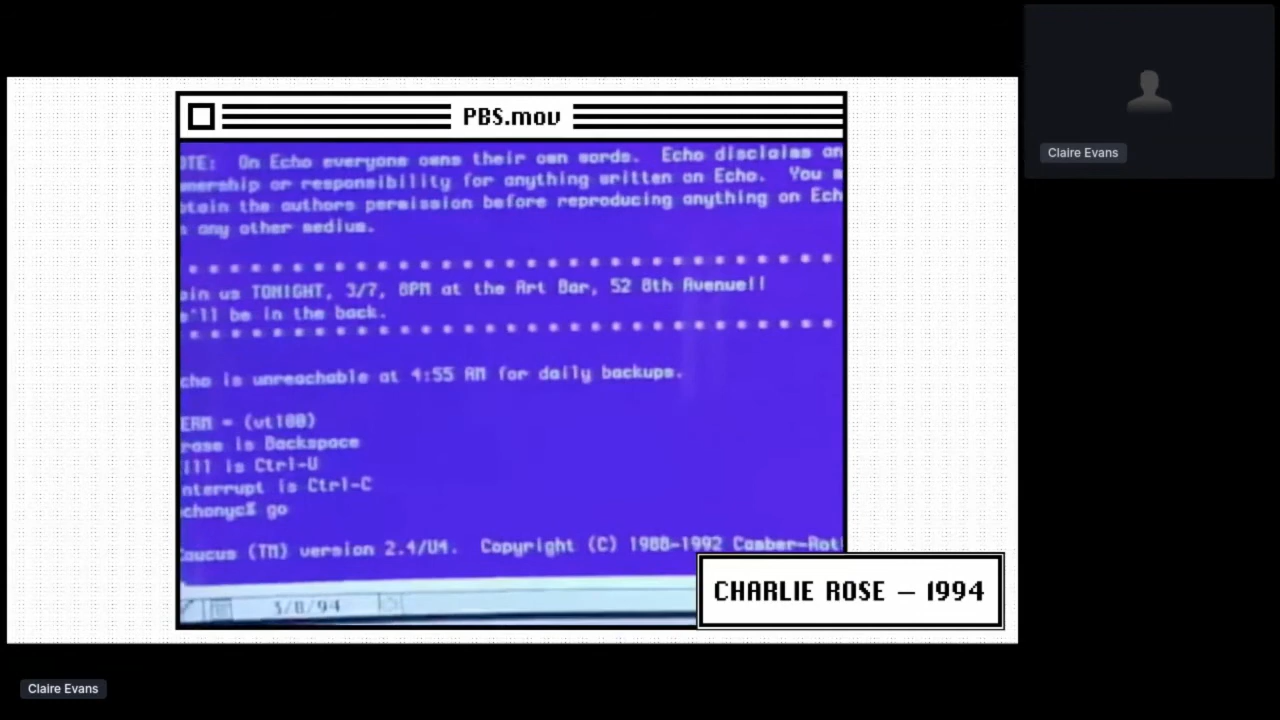 PBS.mov
OTE: On Echo everyone owns their own words. Echo disclaims an
wnership or responsibility for anything written on Echo. You m
btain the authors permission before reproducing anything on Ech
n any other medium.
* * * * * * * * * * * * * * * * * * * * * * * * * * * * * * *
oin us TONIGHT, 3/7, 8PM at the Art Bar, 52 8th Avenue!!
e'll be in the back.
* * * * * * * * * * * * * * * * * * * * * * * * * * * * * * *
cho is unreachable at 4:55 AM for daily backups.
ERM = (vt100)
rase is Backspace
ill is Ctrl-U
nterrupt is Ctrl-C
chonyc% go
Caucus (TM) version 2.4/U4. Copyright (C) 1988-1992 Camber-Rot
3/8/94
CHARLIE ROSE – 1994
Claire Evans
Claire Evans